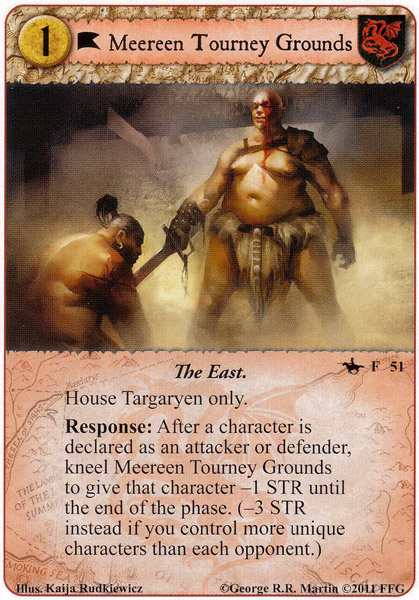 1 Meereen Tourney Grounds
The East.
F 51
House Targaryen only.
Response: After a character is
declared as an attacker or defender,
kneel Meereen Tourney Grounds
to give that character –1 STR until
the end of the phase. (–3 STR
instead if you control more unique
characters than each opponent.)
Illus. Kaija Rudkiewicz ©George R.R. Martin ©2011 FFG